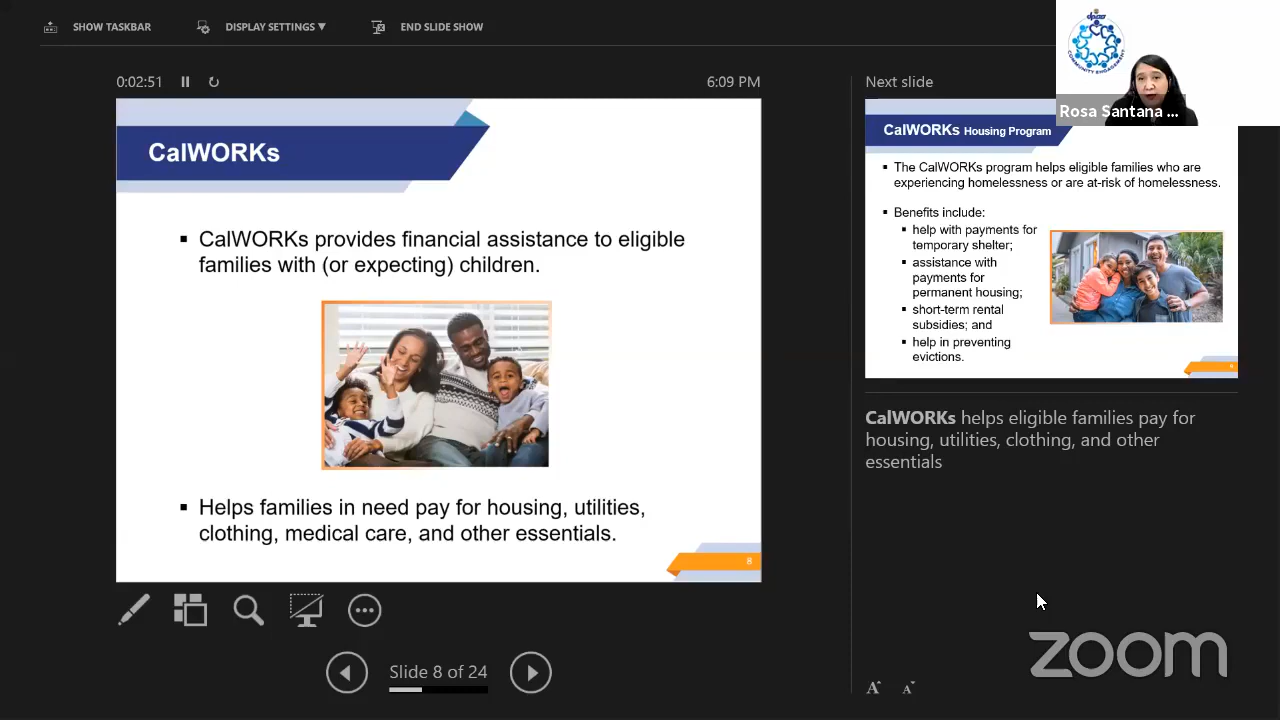 SHOW TASKBAR
DISPLAY SETTINGS ▼
END SLIDE SHOW
dpss
COMMUNITY ENGAGEMENT
Rosa Santana ...
0:02:51
6:09 PM
CalWORKs
▪ CalWORKs provides financial assistance to eligible
families with (or expecting) children.
▪ Helps families in need pay for housing, utilities,
clothing, medical care, and other essentials.
8
Slide 8 of 24
Next slide
CalWORKs Housing Program
▪ The CalWORKs program helps eligible families who are
experiencing homelessness or are at-risk of homelessness.
▪ Benefits include:
▪ help with payments for
temporary shelter;
▪ assistance with
payments for
permanent housing;
▪ short-term rental
subsidies; and
▪ help in preventing
evictions.
9
CalWORKs helps eligible families pay for
housing, utilities, clothing, and other
essentials
A A
zoom